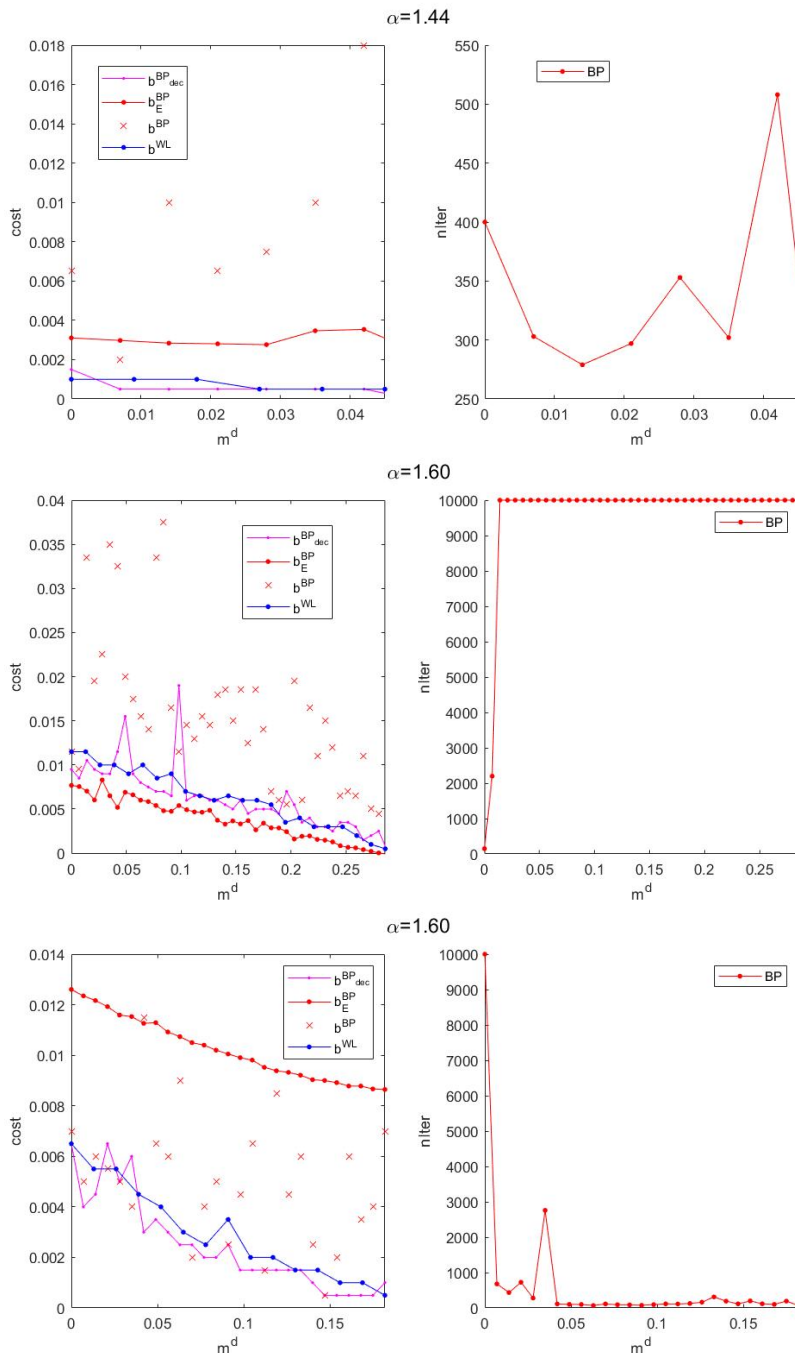 α=1.44
0.018
0.016
0.014
0.012
0.01
0.008
0.006
0.004
0.002
0
cost
b^BP_dec
b_E^BP
b^BP
b^WL
0 0.01 0.02 0.03 0.04
m^d
550
500
450
400
350
300
250
nIter
BP
0 0.01 0.02 0.03 0.04
m^d
α=1.60
0.04
0.035
0.03
0.025
0.02
0.015
0.01
0.005
0
cost
b^BP_dec
b_E^BP
b^BP
b^WL
0 0.05 0.1 0.15 0.2 0.25
m^d
10000
9000
8000
7000
6000
5000
4000
3000
2000
1000
0
nIter
BP
0 0.05 0.1 0.15 0.2 0.25
m^d
α=1.60
0.014
0.012
0.01
0.008
0.006
0.004
0.002
0
cost
b^BP_dec
b_E^BP
b^BP
b^WL
0 0.05 0.1 0.15
m^d
10000
9000
8000
7000
6000
5000
4000
3000
2000
1000
0
nIter
BP
0 0.05 0.1 0.15
m^d